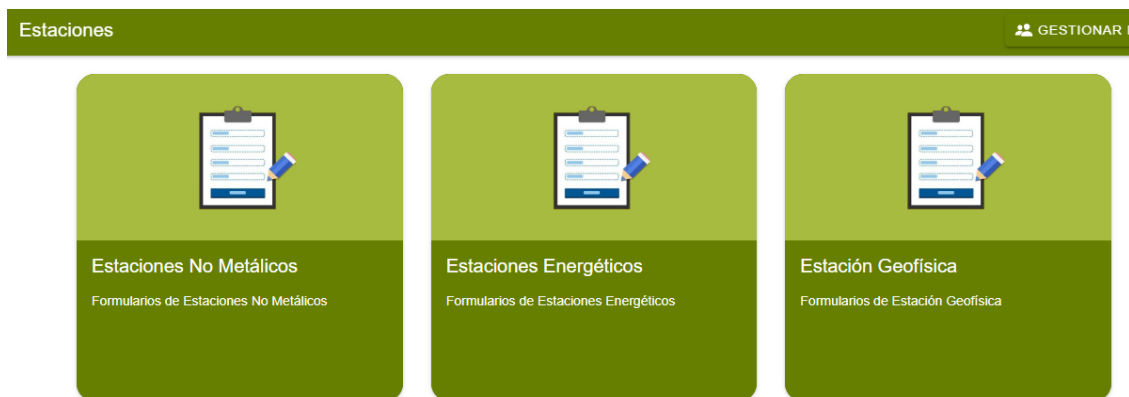 Estaciones
GESTIONAR
Estaciones No Metálicos
Formularios de Estaciones No Metálicos
Estaciones Energéticos
Formularios de Estaciones Energéticos
Estación Geofísica
Formularios de Estación Geofísica